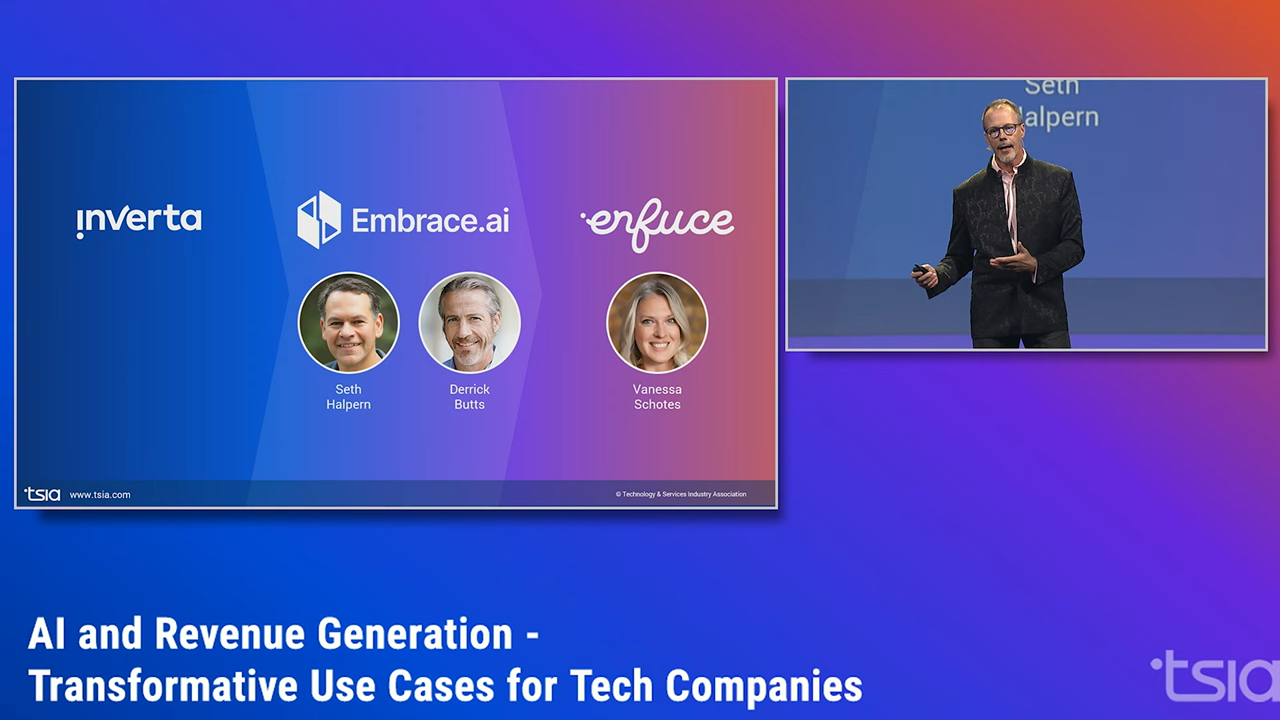 inverta
Embrace.ai
enfuce
Seth
Halpern
Derrick
Butts
Vanessa
Schotes
tsia www.tsia.com
© Technology & Services Industry Association
Seth
alpern
AI and Revenue Generation -
Transformative Use Cases for Tech Companies
tsia